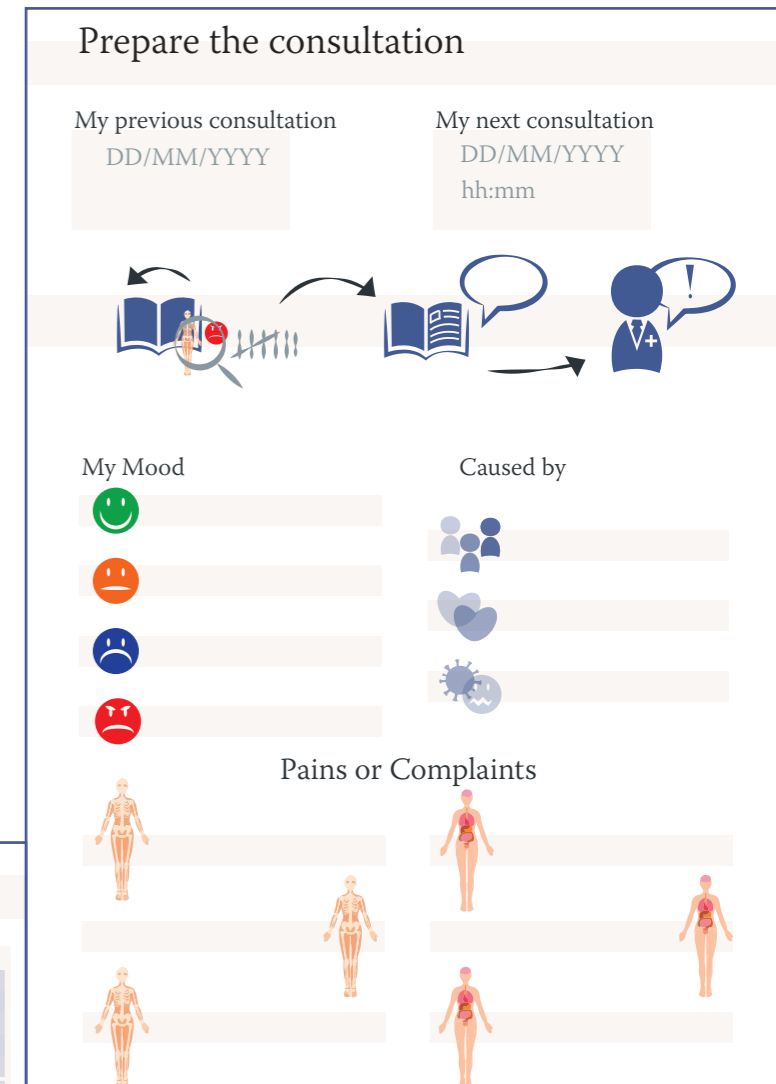 Prepare the consultation
My previous consultation
My next consultation
DD/MM/YYYY
DD/MM/YYYY
hh:mm
My Mood
Caused by
Pains or Complaints